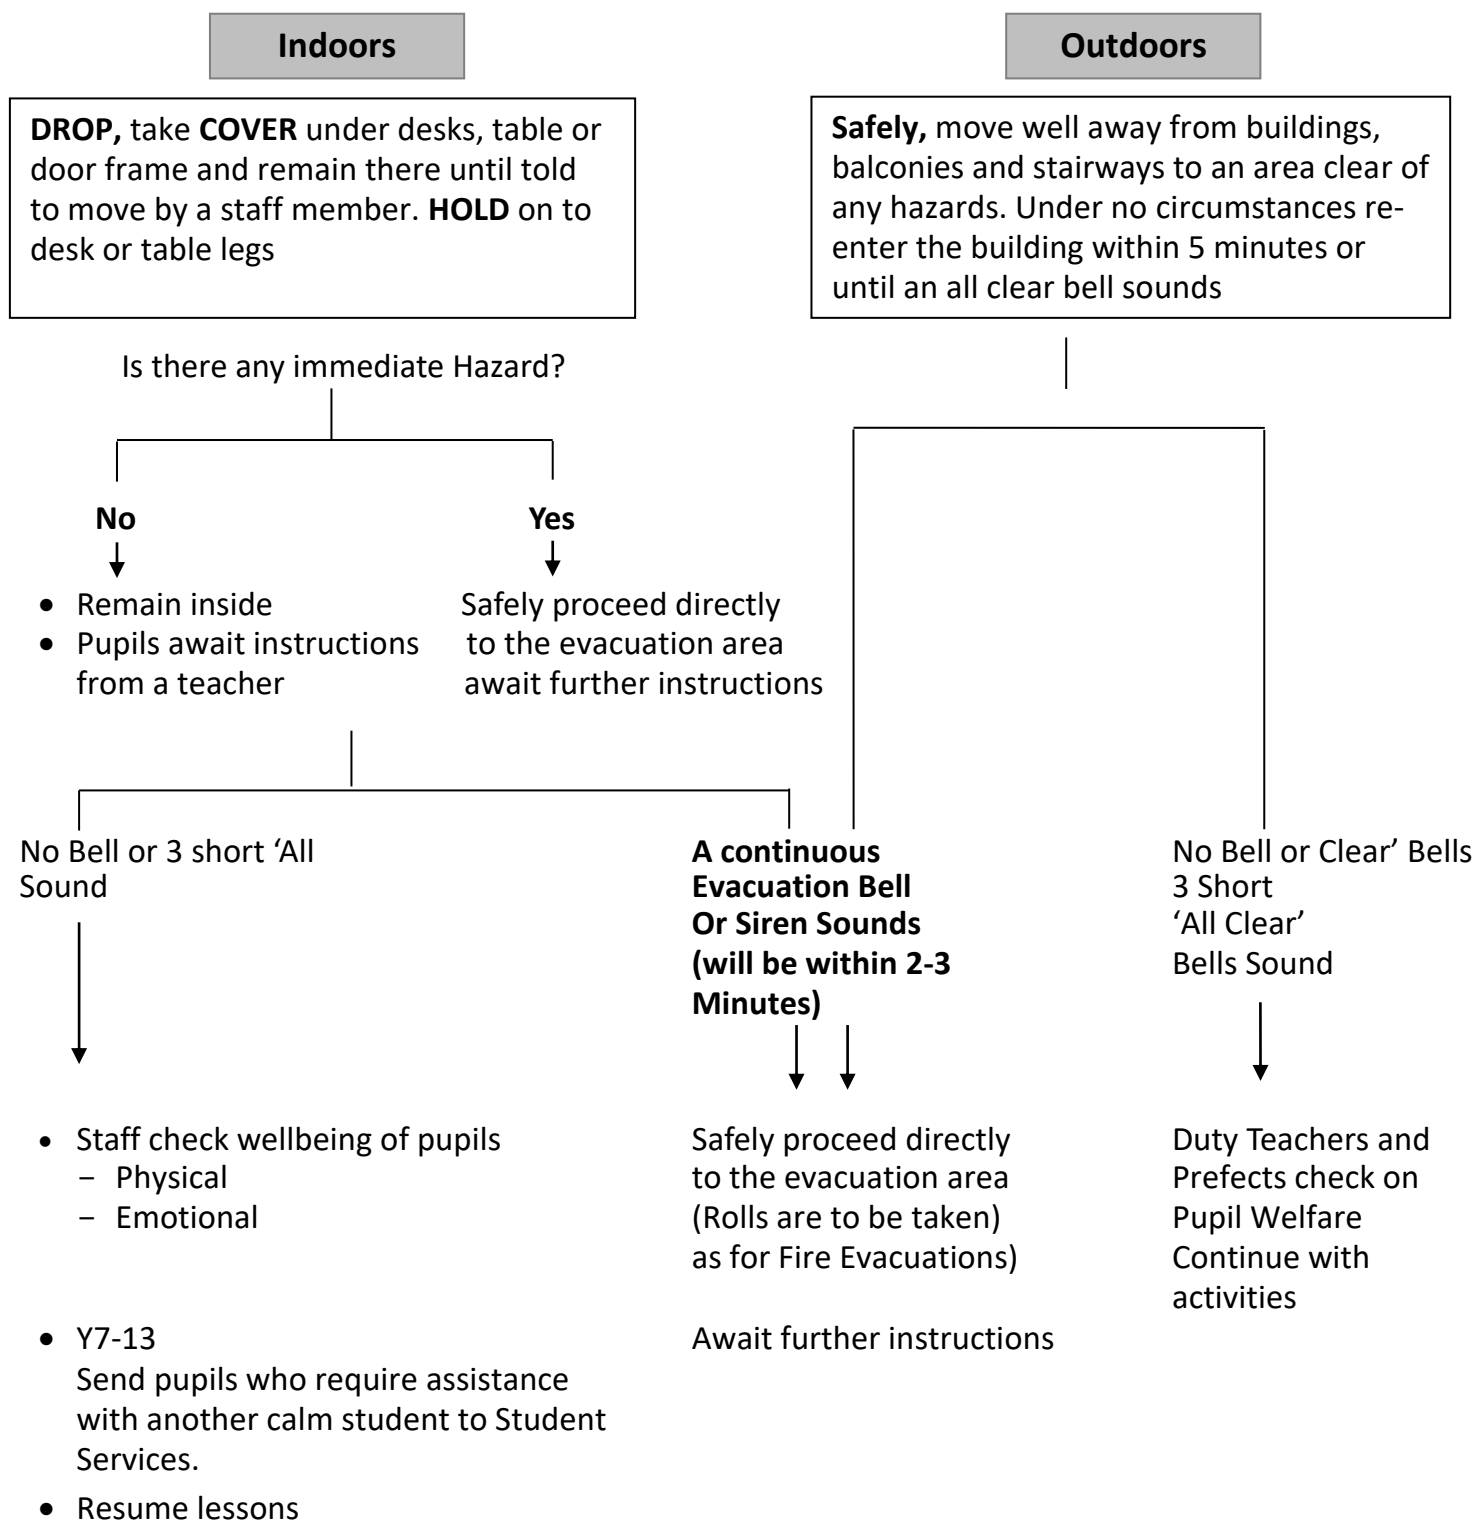 Indoors
DROP, take COVER under desks, table or
door frame and remain there until told
to move by a staff member. HOLD on to
desk or table legs
Outdoors
Safely, move well away from buildings,
balconies and stairways to an area clear of
any hazards. Under no circumstances re-
enter the building within 5 minutes or
until an all clear bell sounds
Is there any immediate Hazard?
No
• Remain inside
• Pupils await instructions
from a teacher
Yes
Safely proceed directly
to the evacuation area
await further instructions
No Bell or 3 short ‘All
Sound
A continuous
Evacuation Bell
Or Siren Sounds
(will be within 2-3
Minutes)
No Bell or Clear’ Bells
3 Short
‘All Clear’
Bells Sound
• Staff check wellbeing of pupils
− Physical
− Emotional
• Y7-13
Send pupils who require assistance
with another calm student to Student
Services.
• Resume lessons
Safely proceed directly
to the evacuation area
(Rolls are to be taken)
as for Fire Evacuations)
Await further instructions
Duty Teachers and
Prefects check on
Pupil Welfare
Continue with
activities